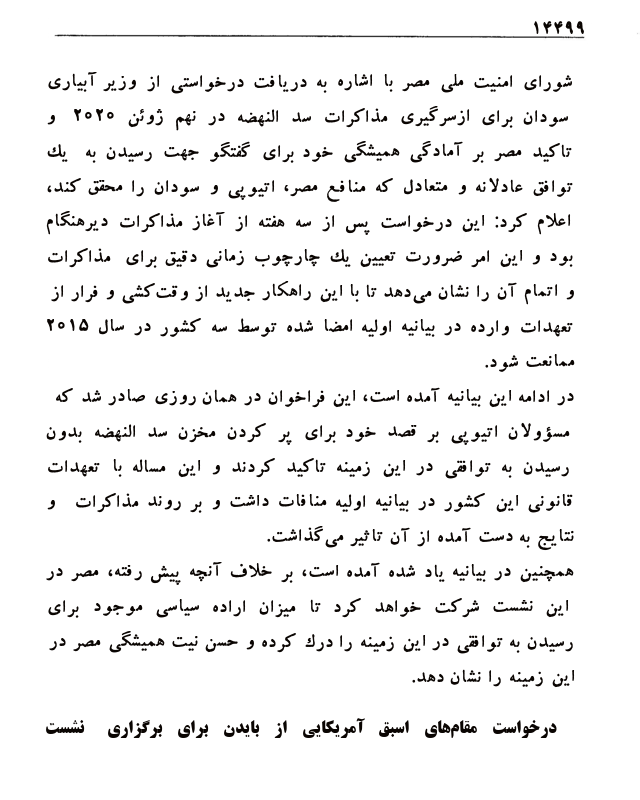 ۱۴۴۹۹
شورای امنیت ملی مصر با اشاره به دریافت درخواستی از وزیر آبیاری
سودان برای ازسرگیری مذاکرات سد النهضه در نهم ژوئن ۲۰۲۰ و
تاکید مصر بر آمادگی همیشگی خود برای گفتگو جهت رسیدن به یك
توافق عادلانه و متعادل که منافع مصر، اتیوپی و سودان را محقق کند،
اعلام کرد: این درخواست پس از سه هفته از آغاز مذاکرات دیرهنگام
بود و این امر ضرورت تعیین یك چارچوب زمانی دقیق برای مذاکرات
و اتمام آن را نشان می‌دهد تا با این راهکار جدید از وقت‌کشی و فرار از
تعهدات وارده در بیانیه اولیه امضا شده توسط سه کشور در سال ۲۰۱۵
ممانعت شود.
در ادامه این بیانیه آمده است، این فراخوان در همان روزی صادر شد که
مسؤولان اتیوپی بر قصد خود برای پر کردن مخزن سد النهضه بدون
رسیدن به توافقی در این زمینه تاکید کردند و این مساله با تعهدات
قانونی این کشور در بیانیه اولیه منافات داشت و بر روند مذاکرات و
نتایج به دست آمده از آن تاثیر می‌گذاشت.
همچنین در بیانیه یاد شده آمده است، بر خلاف آنچه پیش رفته، مصر در
این نشست شرکت خواهد کرد تا میزان اراده سیاسی موجود برای
رسیدن به توافقی در این زمینه را درك کرده و حسن نیت همیشگی مصر در
این زمینه را نشان دهد.
درخواست مقام‌های اسبق آمریکایی از بایدن برای برگزاری نشست